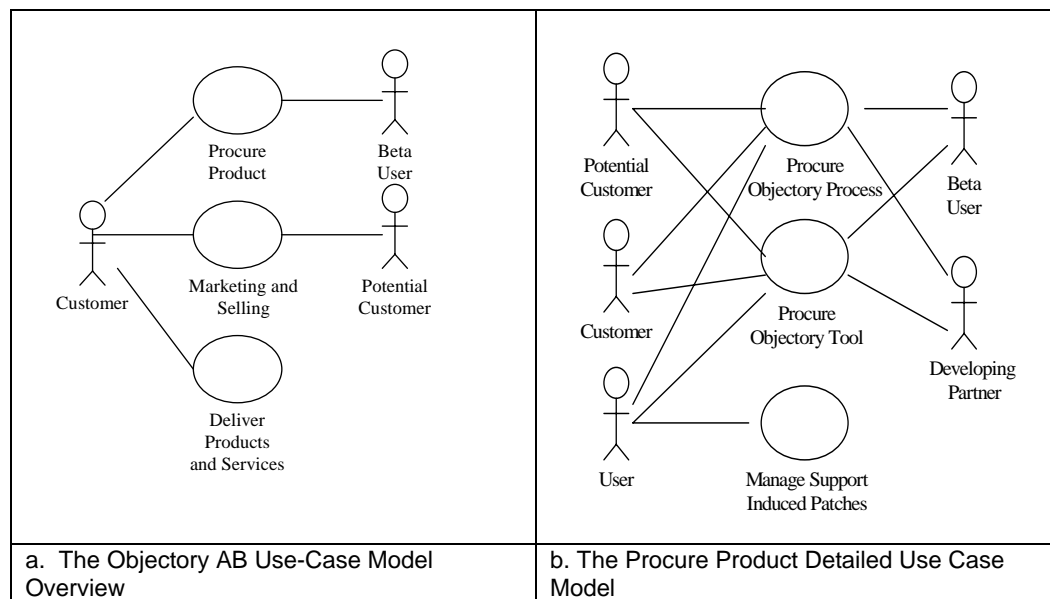 Procure
Product
Beta
User
Customer
Marketing and
Selling
Potential
Customer
Deliver
Products
and Services
Potential
Customer
Procure
Objectory Process
Beta
User
Customer
Procure
Objectory Tool
Developing
Partner
User
Manage Support
Induced Patches
a. The Objectory AB Use-Case Model
Overview
b. The Procure Product Detailed Use Case
Model